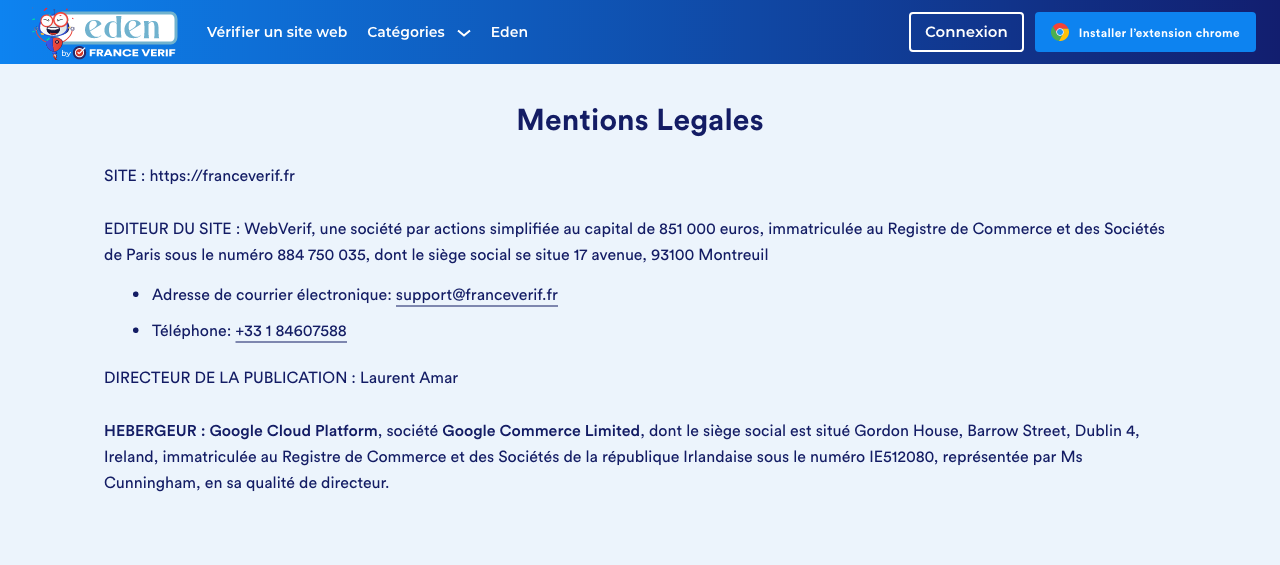 eden
by FRANCE VERIF
Vérifier un site web
Catégories
Eden
Connexion
Installer l'extension chrome
Mentions Legales
SITE : https://franceverif.fr
EDITEUR DU SITE : WebVerif, une société par actions simplifiée au capital de 851 000 euros, immatriculée au Registre de Commerce et des Sociétés
de Paris sous le numéro 884 750 035, dont le siège social se situe 17 avenue, 93100 Montreuil
• Adresse de courrier électronique: support@franceverif.fr
• Téléphone: +33 1 84607588
DIRECTEUR DE LA PUBLICATION : Laurent Amar
HEBERGEUR : Google Cloud Platform, société Google Commerce Limited, dont le siège social est situé Gordon House, Barrow Street, Dublin 4,
Ireland, immatriculée au Registre de Commerce et des Sociétés de la république Irlandaise sous le numéro IE512080, représentée par Ms
Cunningham, en sa qualité de directeur.